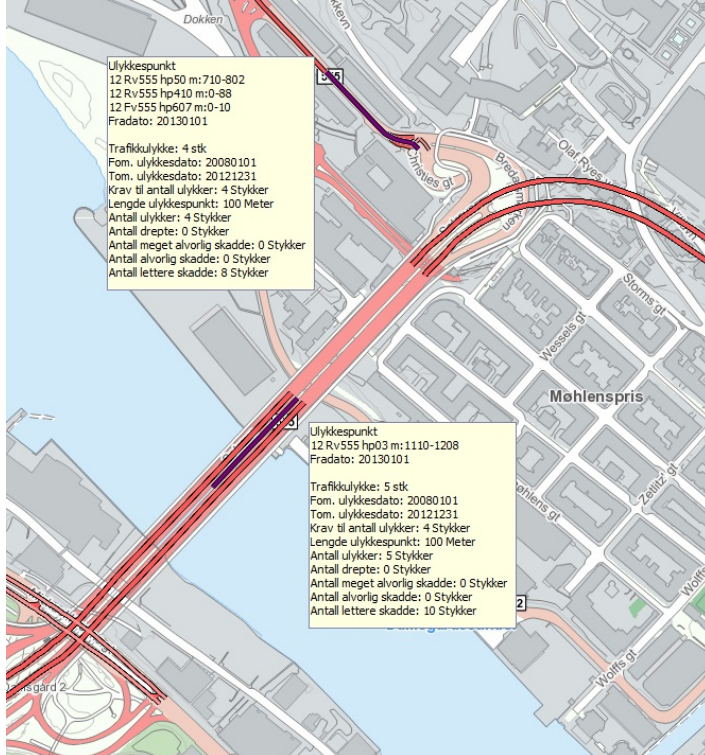 Dokken
Ulykkespunkt
12 Rv555 hp50 m:710-802
12 Rv555 hp410 m:0-88
12 Fv555 hp607 m:0-10
Fradato: 20130101
Trafikkulykke: 4 stk
Fom. ulykkesdato: 20080101
Tom. ulykkesdato: 20121231
Krav til antall ulykker: 4 Stykker
Lengde ulykkespunkt: 100 Meter
Antall ulykker: 4 Stykker
Antall drepte: 0 Stykker
Antall meget alvorlig skadde: 0 Stykker
Antall alvorlig skadde: 0 Stykker
Antall lettere skadde: 8 Stykker
Christies gt
Olaf Ryes
Storms gt
Wessels gt
Møhlenspris
Ulykkespunkt
12 Rv555 hp03 m:1110-1208
Fradato: 20130101
Trafikkulykke: 5 stk
Fom. ulykkesdato: 20080101
Tom. ulykkesdato: 20121231
Krav til antall ulykker: 4 Stykker
Lengde ulykkespunkt: 100 Meter
Antall ulykker: 5 Stykker
Antall drepte: 0 Stykker
Antall meget alvorlig skadde: 0 Stykker
Antall alvorlig skadde: 0 Stykker
Antall lettere skadde: 10 Stykker
øhlens gt
Zetlitz' gt
Wolffs
Wolffs gt
2